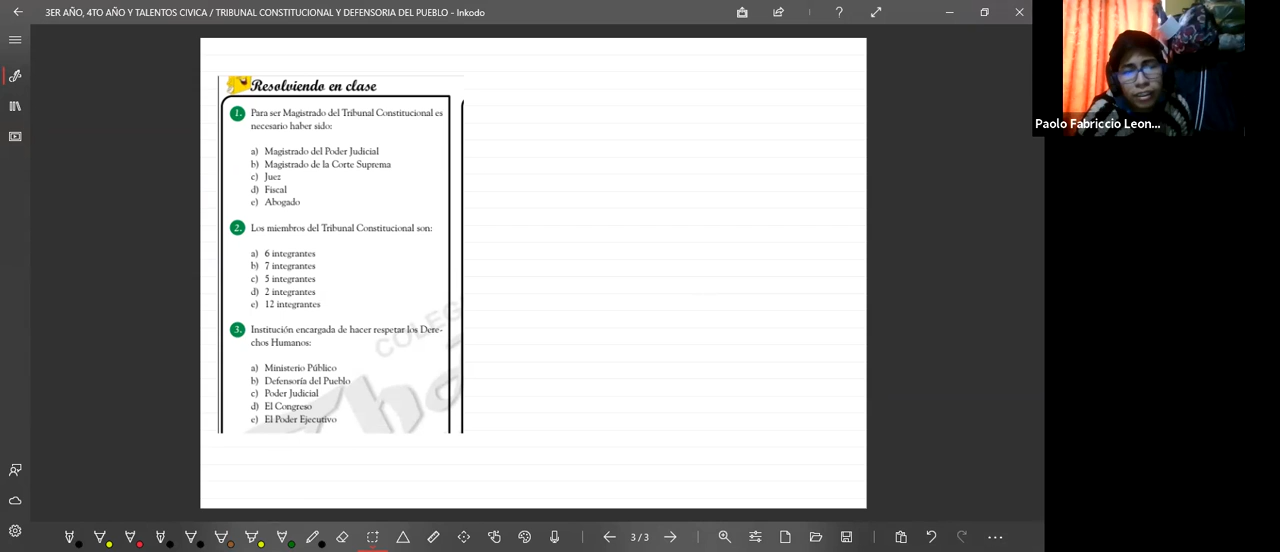 3ER AÑO, 4TO AÑO Y TALENTOS CIVICA / TRIBUNAL CONSTITUCIONAL Y DEFENSORIA DEL PUEBLO - Inkodo
Paolo Fabriccio Leon...
Resolviendo en clase
1. Para ser Magistrado del Tribunal Constitucional es
necesario haber sido:
a) Magistrado del Poder Judicial
b) Magistrado de la Corte Suprema
c) Juez
d) Fiscal
e) Abogado
2. Los miembros del Tribunal Constitucional son:
a) 6 integrantes
b) 7 integrantes
c) 5 integrantes
d) 2 integrantes
e) 12 integrantes
3. Institución encargada de hacer respetar los Dere-
chos Humanos:
a) Ministerio Público
b) Defensoría del Pueblo
c) Poder Judicial
d) El Congreso
e) El Poder Ejecutivo
COLEG
3 / 3